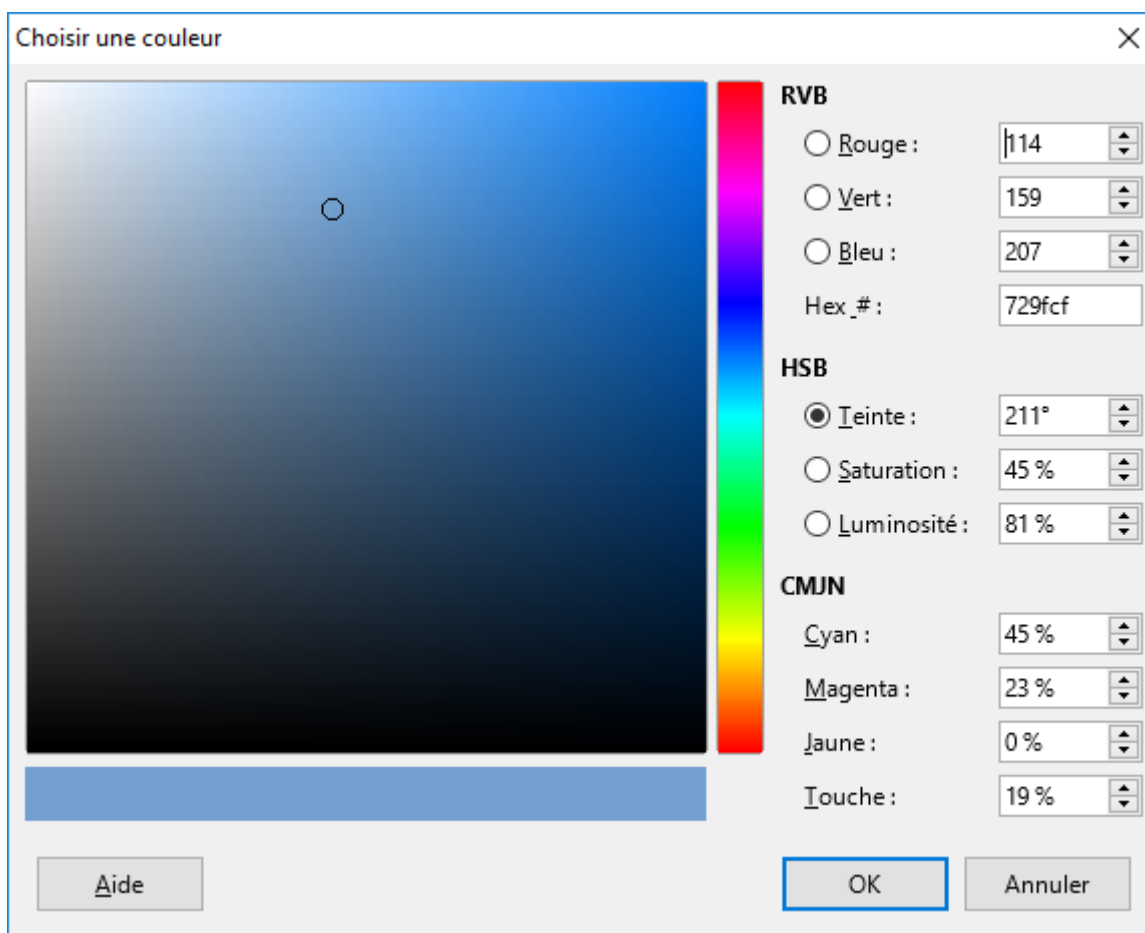 Choisir une couleur
RVB
Rouge : 114
Vert : 159
Bleu : 207
Hex_# : 729fcf
HSB
Teinte : 211°
Saturation : 45 %
Luminosité : 81 %
CMJN
Cyan : 45 %
Magenta : 23 %
Jaune : 0 %
Touche : 19 %
Aide OK Annuler